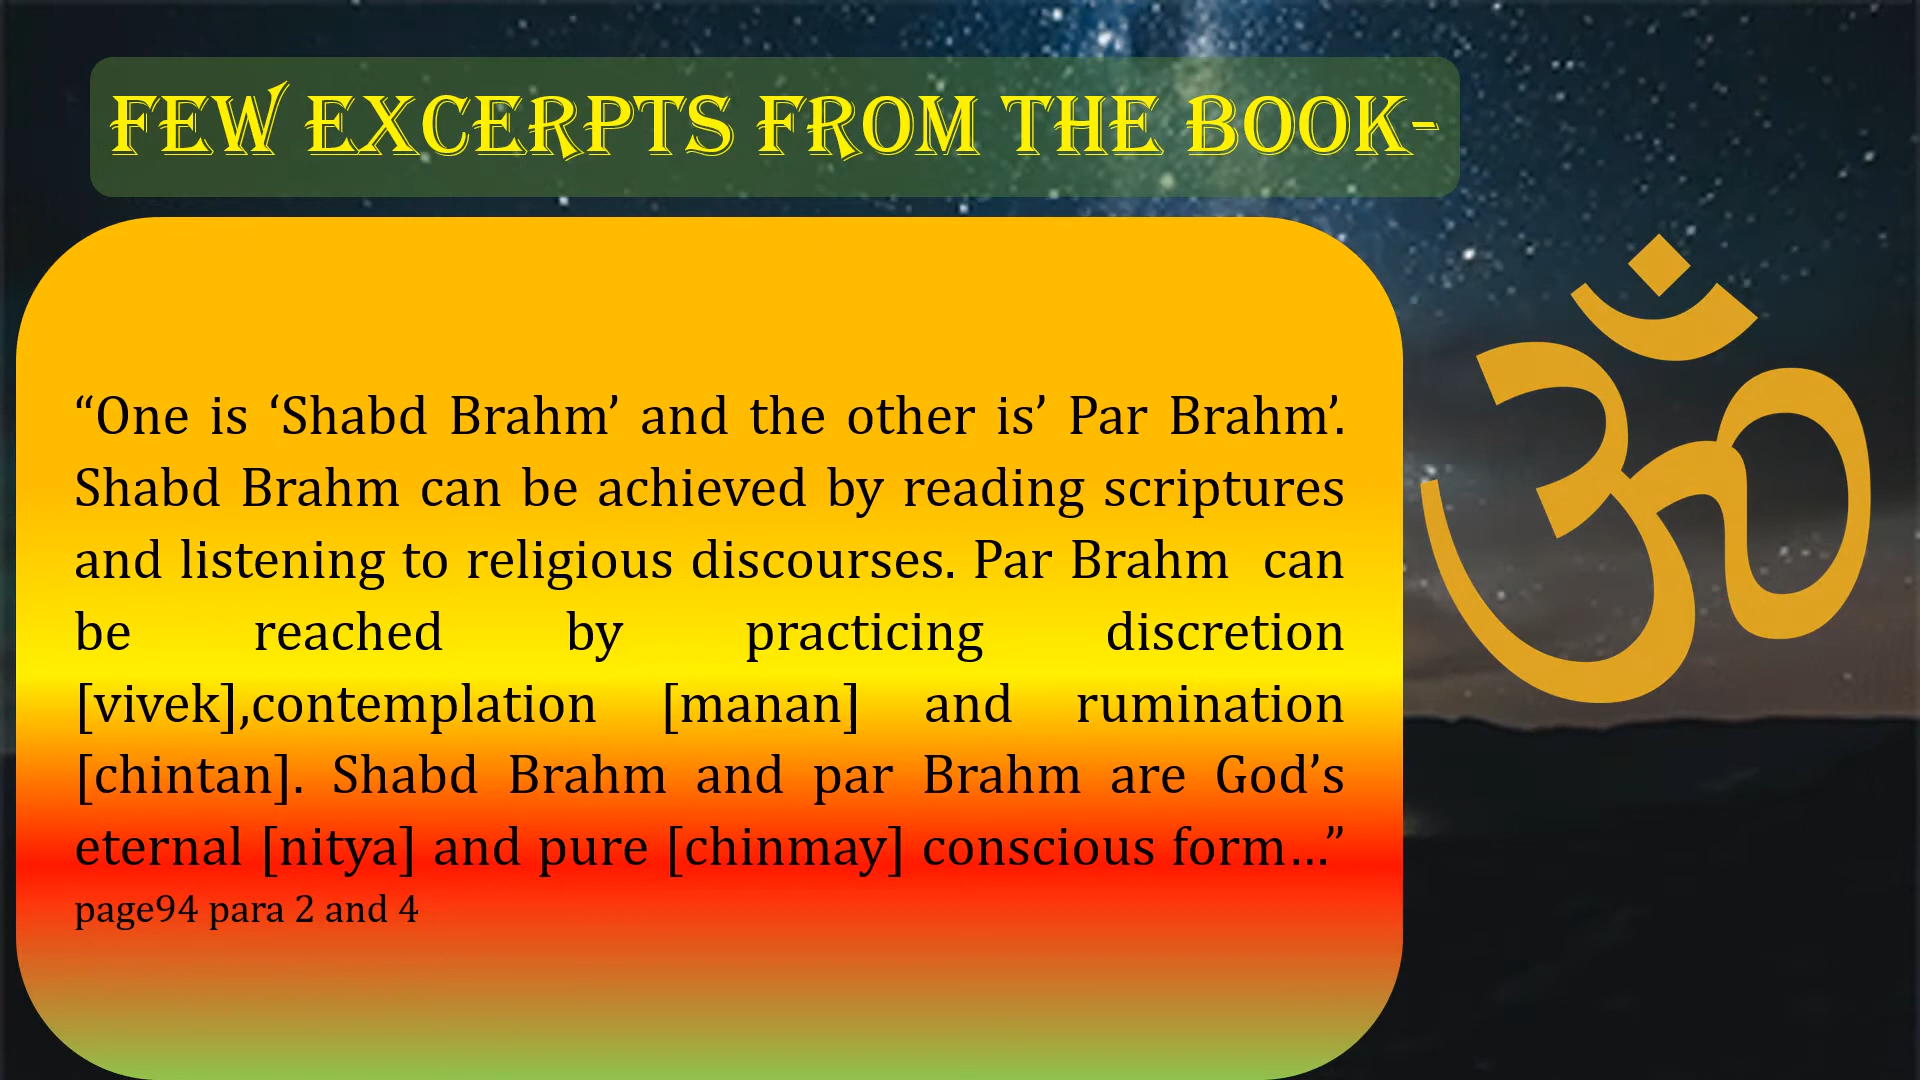 FEW EXCERPTS FROM THE BOOK-
“One is ‘Shabd Brahm’ and the other is’ Par Brahm’.
Shabd Brahm can be achieved by reading scriptures
and listening to religious discourses. Par Brahm  can
be reached by practicing discretion
[vivek],contemplation [manan] and rumination
[chintan]. Shabd Brahm and par Brahm are God’s
eternal [nitya] and pure [chinmay] conscious form…”
page94 para 2 and 4
ॐ